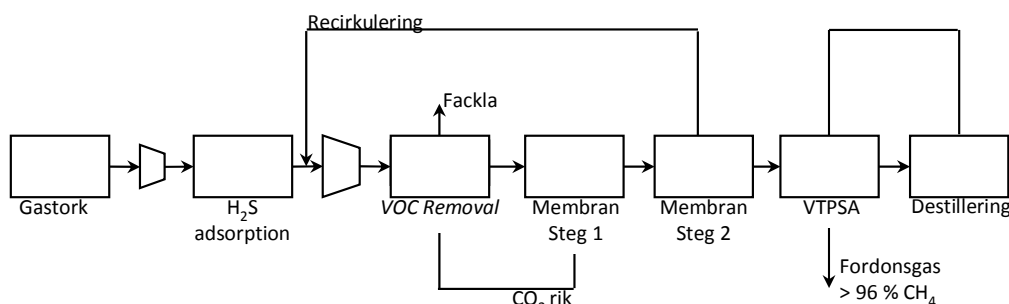 Recirkulering
Fackla
Gastork
H₂S
adsorption
VOC Removal
Membran
Steg 1
Membran
Steg 2
VTPSA
Destillering
CO₂ rik
Fordonsgas
> 96 % CH₄